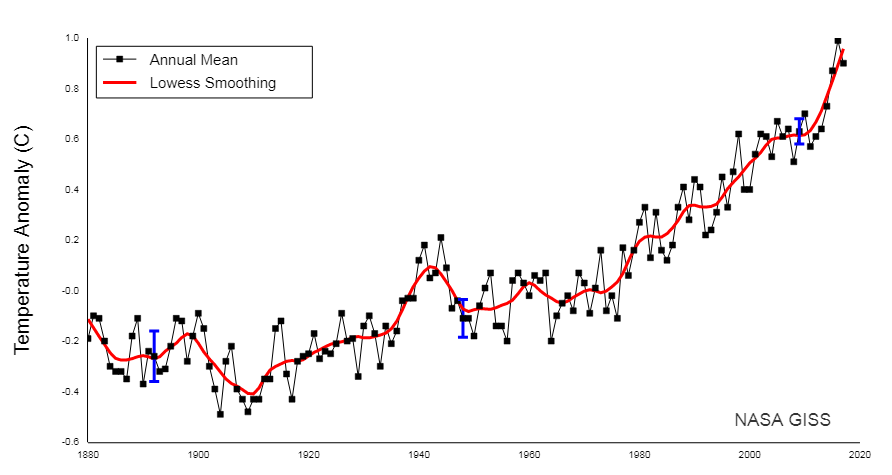 1.0
Annual Mean
Lowess Smoothing
0.8
0.6
0.4
0.2
-0.0
-0.2
-0.4
-0.6
Temperature Anomaly (C)
NASA GISS
1880 1900 1920 1940 1960 1980 2000 2020